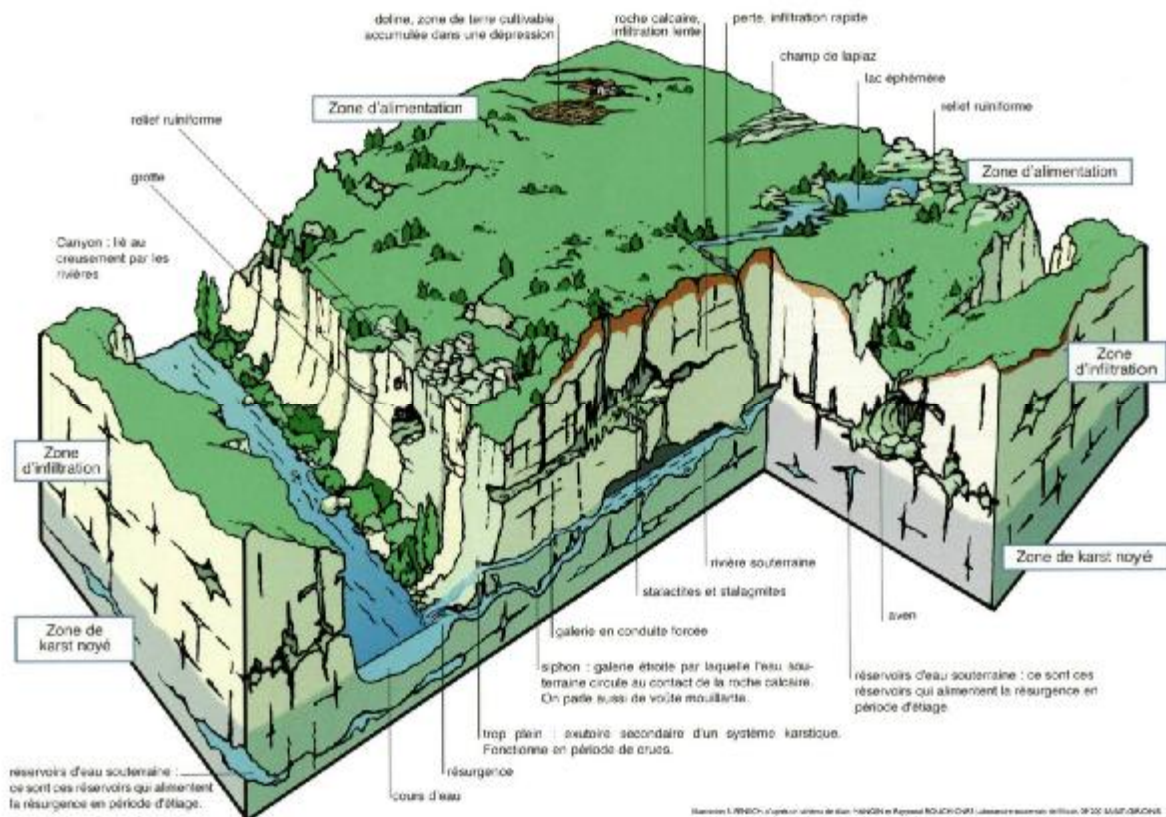 doline, zone de terre cultivable
accumulée dans une dépression
roche calcaire,
infiltration lente
perte, infiltration rapide
champ de lapiaz
lac éphémère
relief ruiniforme
Zone d'alimentation
relief ruiniforme
grotte
Zone d'alimentation
Canyon : lié au
creusement par les
rivières
Zone
d'infiltration
Zone
d'infiltration
Zone de karst noyé
Zone de
karst noyé
rivière souterraine
stalactites et stalagmites
aven
galerie en conduite forcée
siphon : galerie étroite par laquelle l'eau sou-
terraine circule au contact de la roche calcaire.
On parle aussi de voûte mouillante.
réservoirs d'eau souterraine : ce sont ces
réservoirs qui alimentent la résurgence en
période d'étiage.
trop plein : exutoire secondaire d'un système karstique.
Fonctionne en période de crues.
résurgence
cours d'eau
réservoirs d'eau souterraine :
ce sont ces réservoirs qui alimentent
la résurgence en période d'étiage.